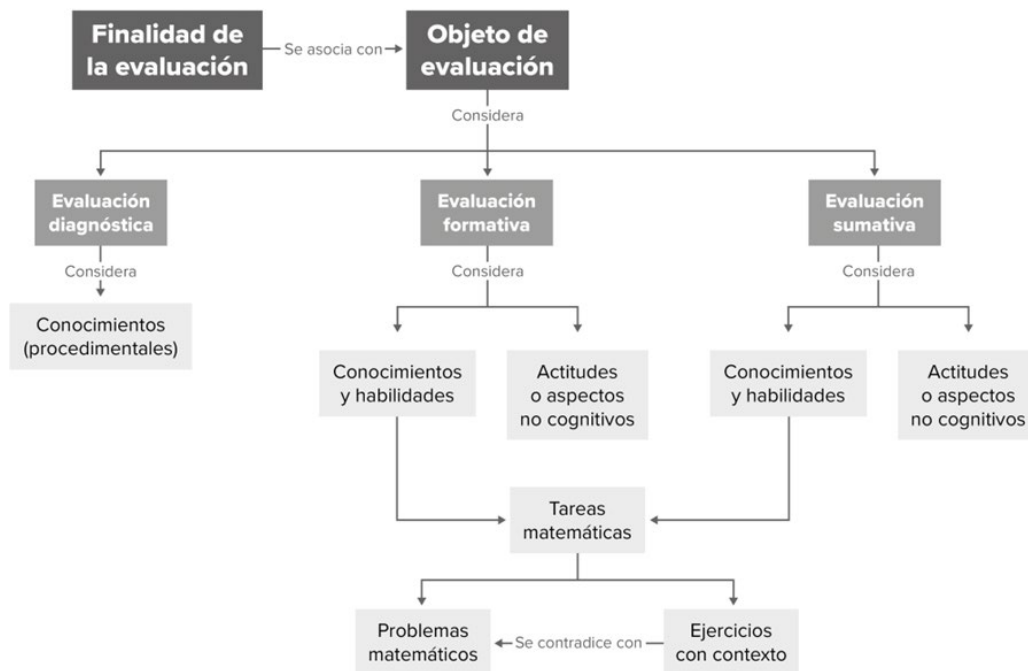 Finalidad de
la evaluación
Se asocia con
Objeto de
evaluación
Considera
Evaluación
diagnóstica
Evaluación
formativa
Evaluación
sumativa
Considera
Considera
Considera
Conocimientos
(procedimentales)
Conocimientos
y habilidades
Actitudes
o aspectos
no cognitivos
Conocimientos
y habilidades
Actitudes
o aspectos
no cognitivos
Tareas
matemáticas
Problemas
matemáticos
Se contradice con
Ejercicios
con contexto